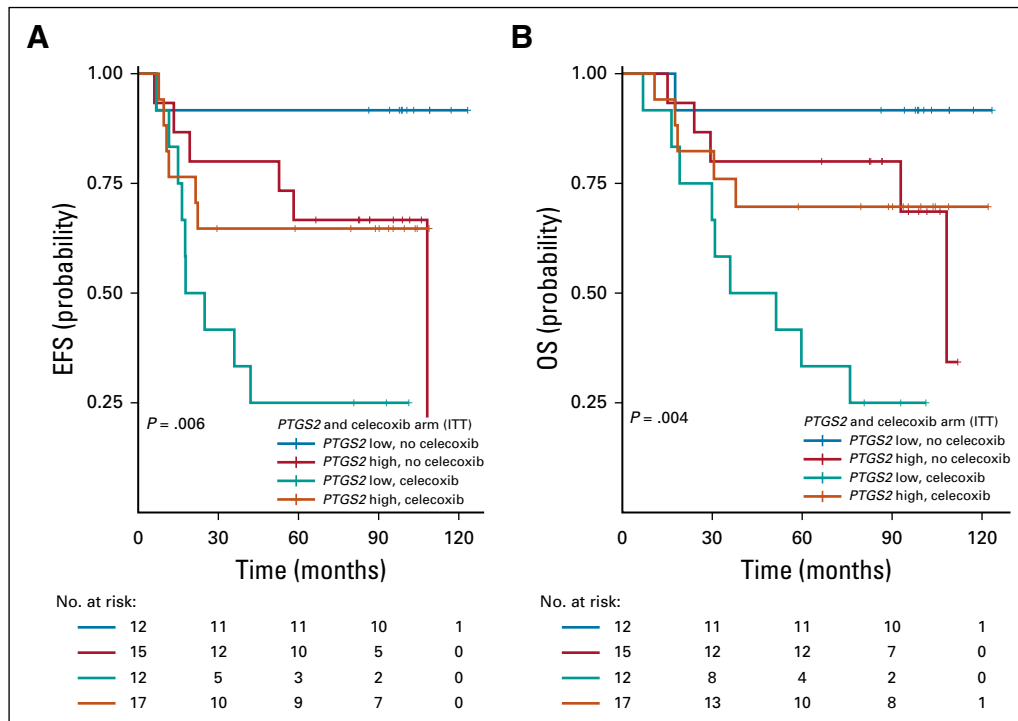 A
1.00
0.75
0.50
0.25
EFS (probability)
P = .006
PTGS2 and celecoxib arm (ITT)
PTGS2 low, no celecoxib
PTGS2 high, no celecoxib
PTGS2 low, celecoxib
PTGS2 high, celecoxib
0 30 60 90 120
Time (months)
No. at risk:
12 11 11 10 1
15 12 10 5 0
12 5 3 2 0
17 10 9 7 0
B
1.00
0.75
0.50
0.25
OS (probability)
P = .004
PTGS2 and celecoxib arm (ITT)
PTGS2 low, no celecoxib
PTGS2 high, no celecoxib
PTGS2 low, celecoxib
PTGS2 high, celecoxib
0 30 60 90 120
Time (months)
No. at risk:
12 11 11 10 1
15 12 12 7 0
12 8 4 2 0
17 13 10 8 1